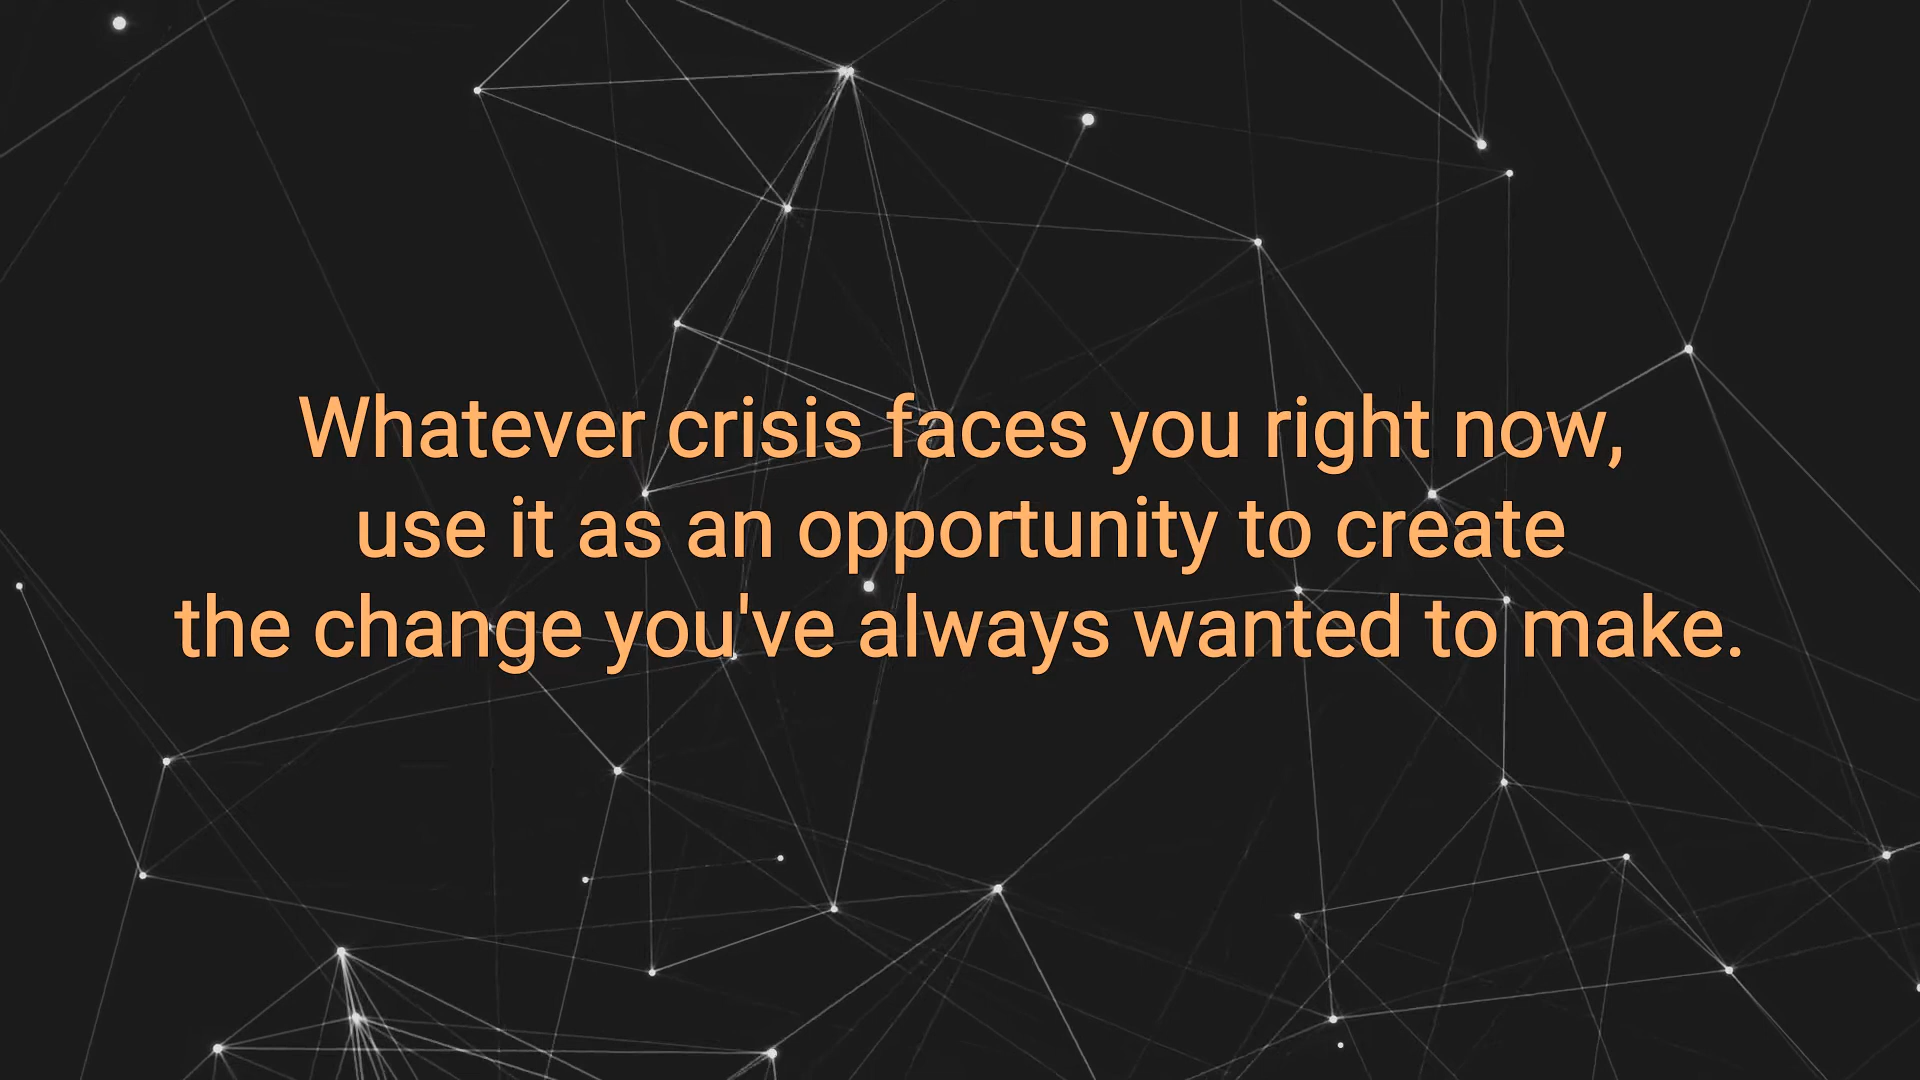 Whatever crisis faces you right now,
use it as an opportunity to create
the change you've always wanted to make.